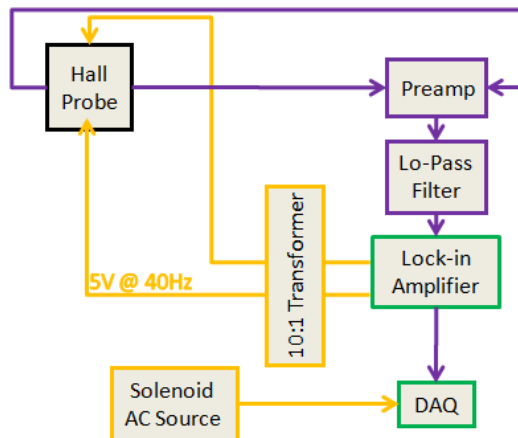 Hall
Probe
Preamp
Lo-Pass
Filter
Lock-in
Amplifier
10:1 Transformer
5V @ 40Hz
Solenoid
AC Source
DAQ